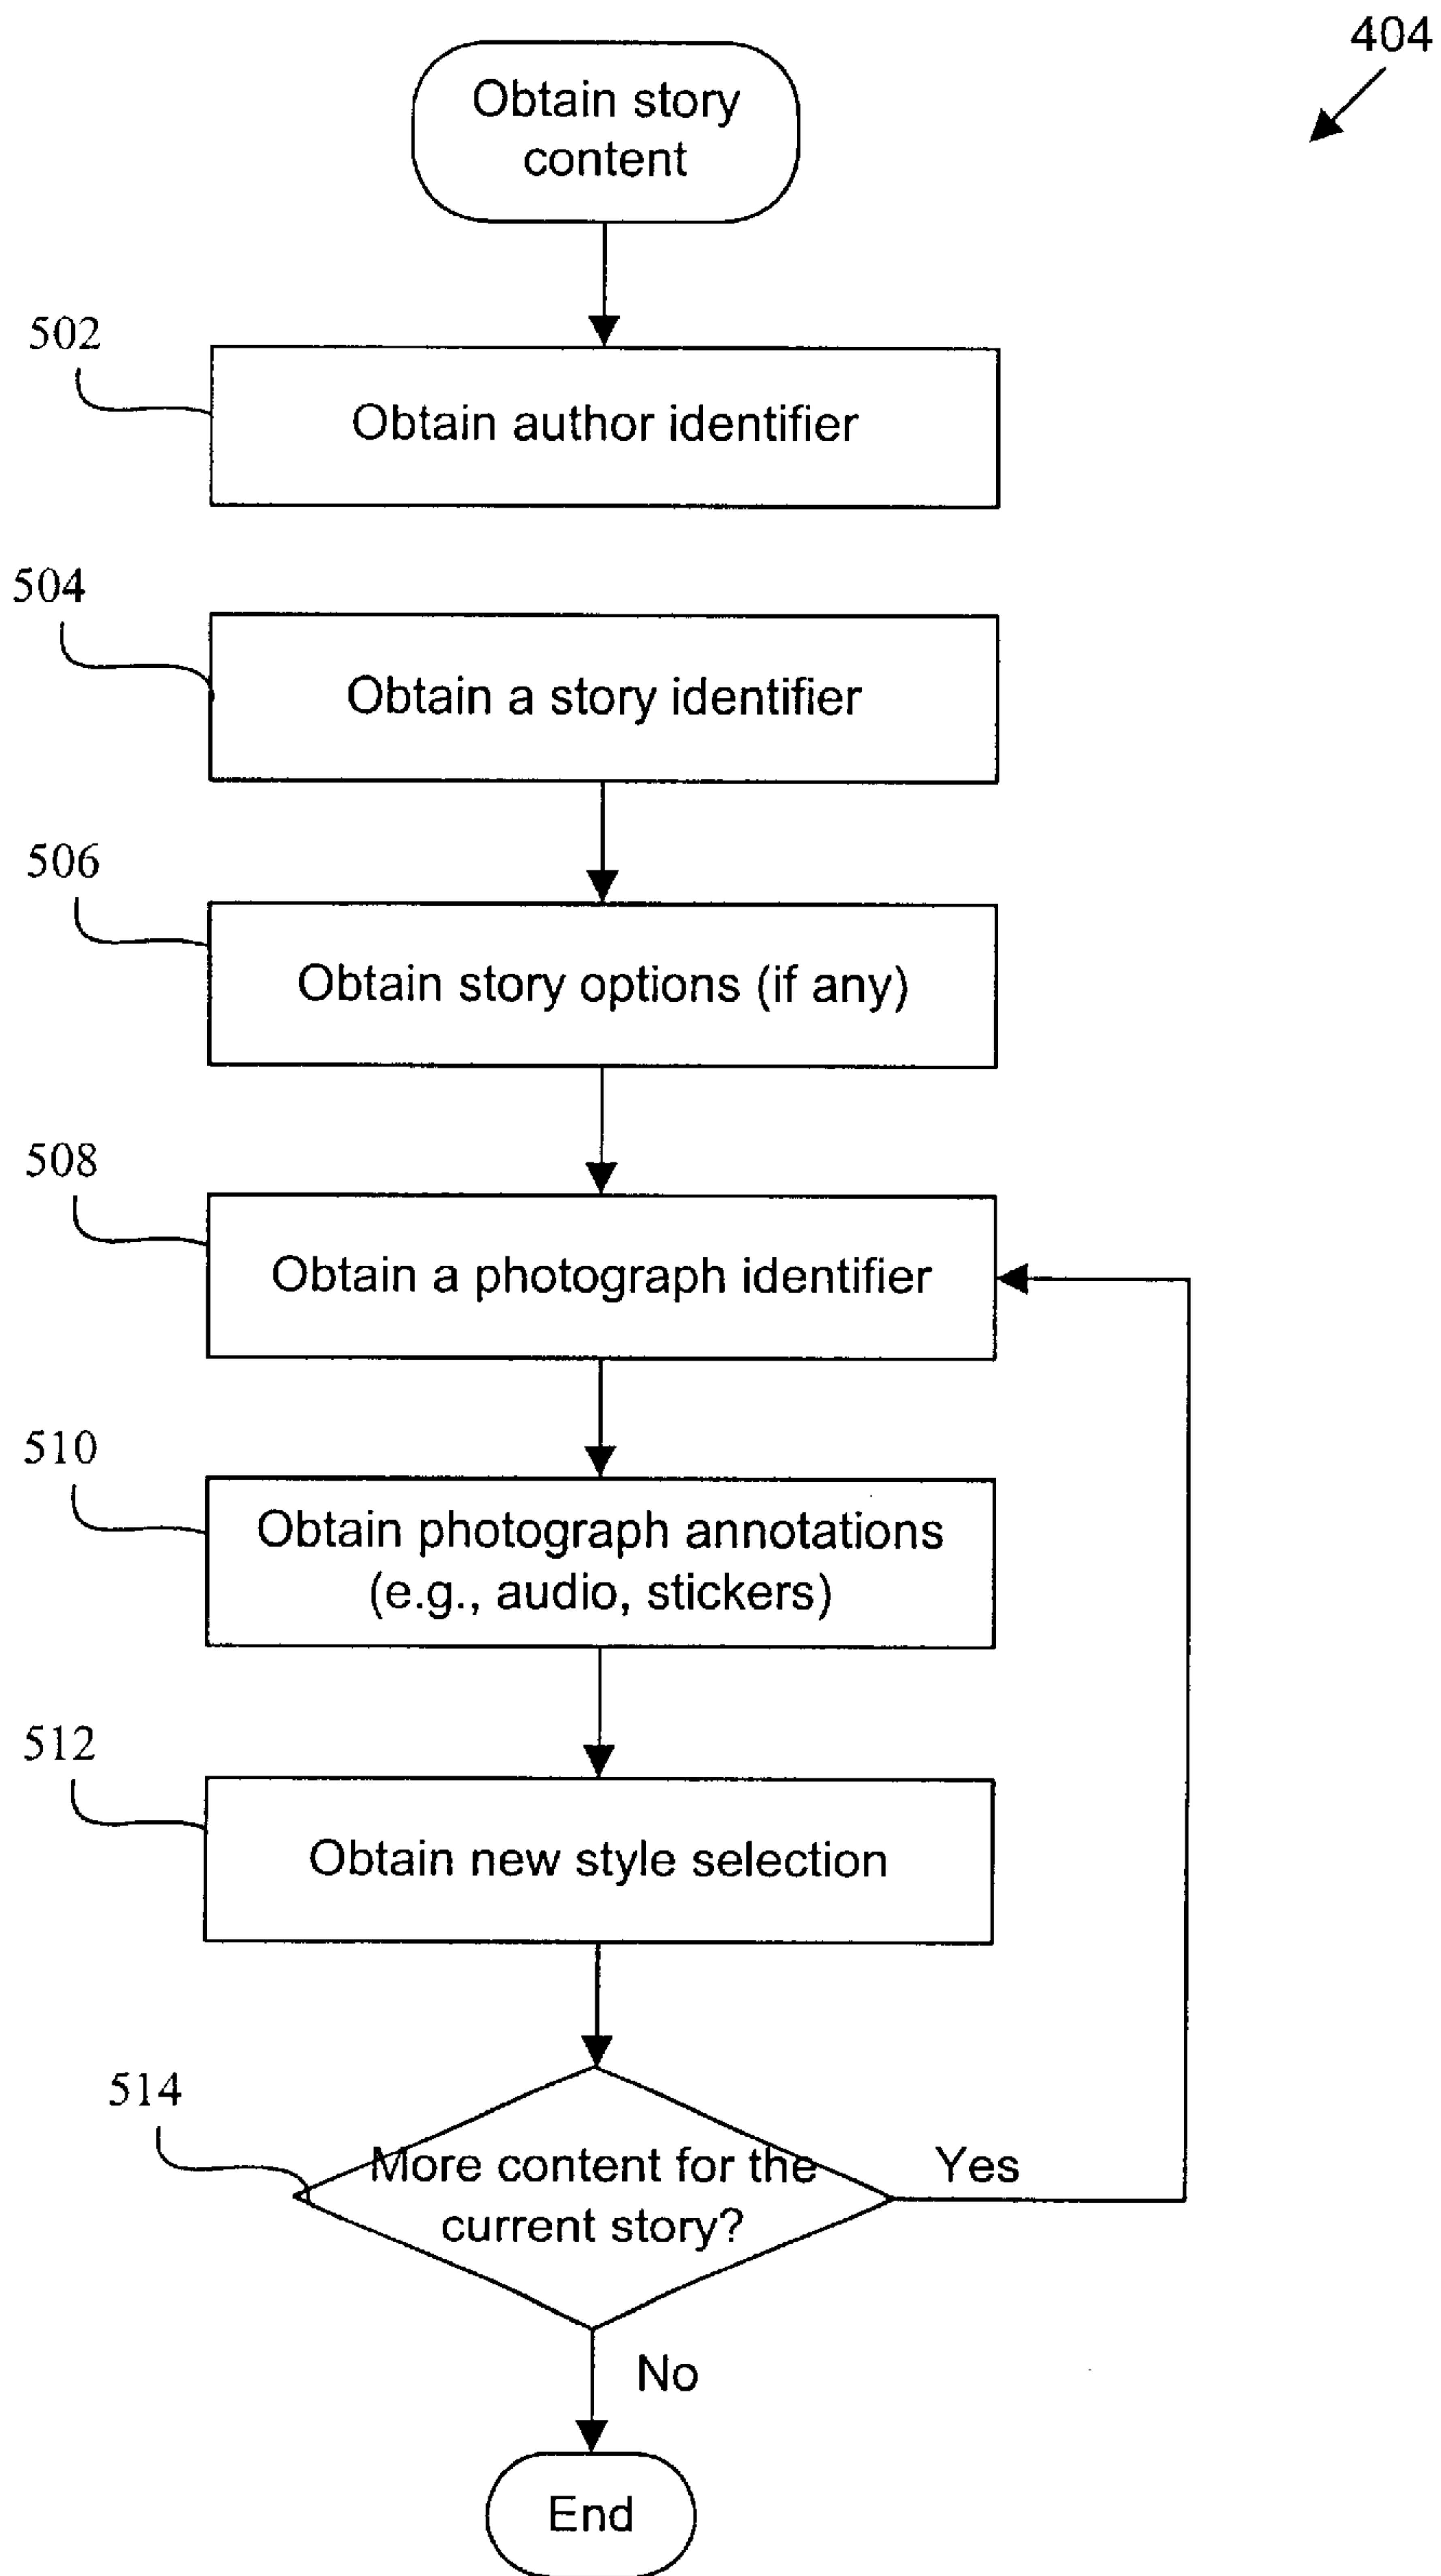 404
Obtain story
content
502
Obtain author identifier
504
Obtain a story identifier
506
Obtain story options (if any)
508
Obtain a photograph identifier
510
Obtain photograph annotations
(e.g., audio, stickers)
512
Obtain new style selection
514
More content for the
current story?
Yes
No
End